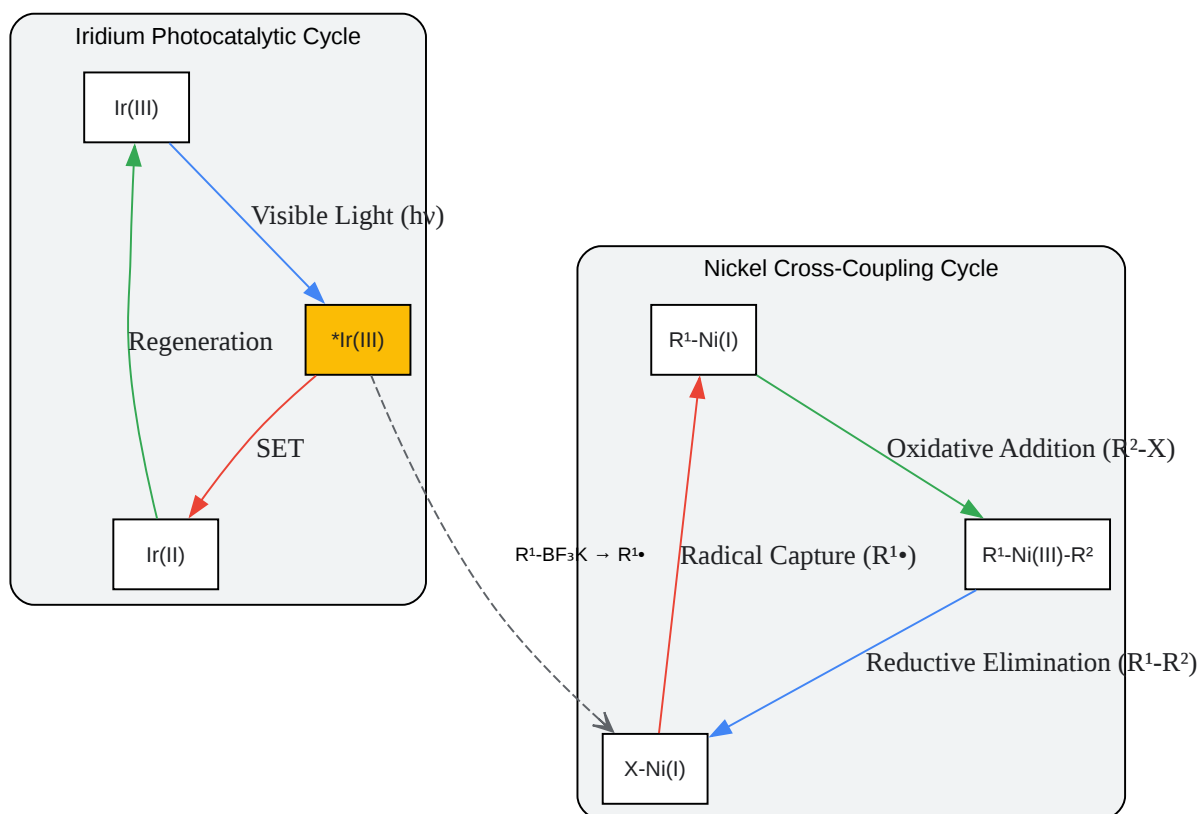 Iridium Photocatalytic Cycle
Ir(III)
Visible Light (hν)
Regeneration
*Ir(III)
SET
Ir(II)
R¹-BF₃K → R¹•
Nickel Cross-Coupling Cycle
R¹-Ni(I)
Oxidative Addition (R²-X)
Radical Capture (R¹•)
R¹-Ni(III)-R²
Reductive Elimination (R¹-R²)
X-Ni(I)